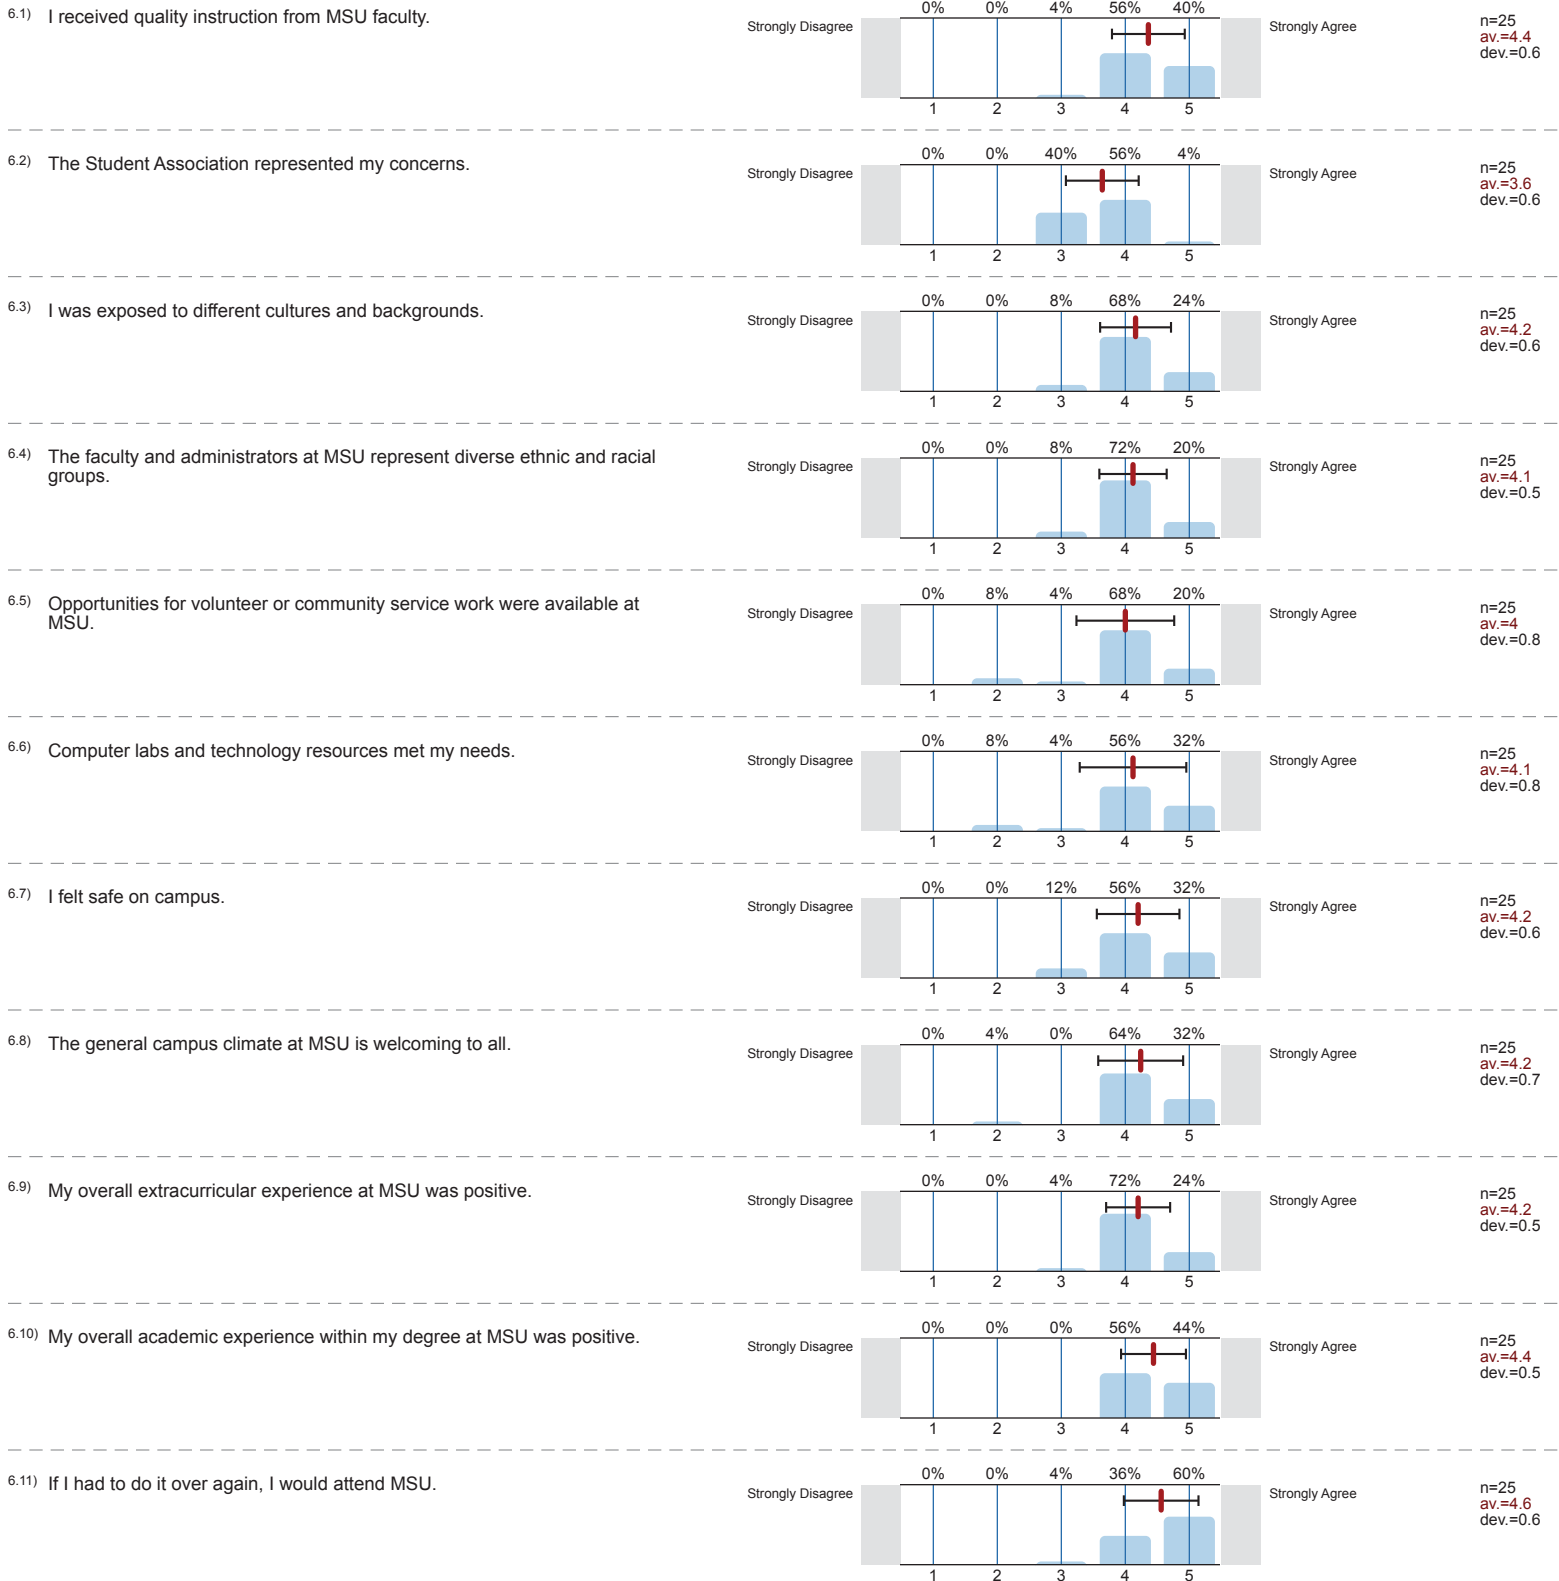 6.1) I received quality instruction from MSU faculty.
0% 0% 4% 56% 40%
Strongly Disagree Strongly Agree
n=25
av.=4.4
dev.=0.6
1 2 3 4 5
6.2) The Student Association represented my concerns.
0% 0% 40% 56% 4%
Strongly Disagree Strongly Agree
n=25
av.=3.6
dev.=0.6
1 2 3 4 5
6.3) I was exposed to different cultures and backgrounds.
0% 0% 8% 68% 24%
Strongly Disagree Strongly Agree
n=25
av.=4.2
dev.=0.6
1 2 3 4 5
6.4) The faculty and administrators at MSU represent diverse ethnic and racial
groups.
0% 0% 8% 72% 20%
Strongly Disagree Strongly Agree
n=25
av.=4.1
dev.=0.5
1 2 3 4 5
6.5) Opportunities for volunteer or community service work were available at
MSU.
0% 8% 4% 68% 20%
Strongly Disagree Strongly Agree
n=25
av.=4
dev.=0.8
1 2 3 4 5
6.6) Computer labs and technology resources met my needs.
0% 8% 4% 56% 32%
Strongly Disagree Strongly Agree
n=25
av.=4.1
dev.=0.8
1 2 3 4 5
6.7) I felt safe on campus.
0% 0% 12% 56% 32%
Strongly Disagree Strongly Agree
n=25
av.=4.2
dev.=0.6
1 2 3 4 5
6.8) The general campus climate at MSU is welcoming to all.
0% 4% 0% 64% 32%
Strongly Disagree Strongly Agree
n=25
av.=4.2
dev.=0.7
1 2 3 4 5
6.9) My overall extracurricular experience at MSU was positive.
0% 0% 4% 72% 24%
Strongly Disagree Strongly Agree
n=25
av.=4.2
dev.=0.5
1 2 3 4 5
6.10) My overall academic experience within my degree at MSU was positive.
0% 0% 0% 56% 44%
Strongly Disagree Strongly Agree
n=25
av.=4.4
dev.=0.5
1 2 3 4 5
6.11) If I had to do it over again, I would attend MSU.
0% 0% 4% 36% 60%
Strongly Disagree Strongly Agree
n=25
av.=4.6
dev.=0.6
1 2 3 4 5